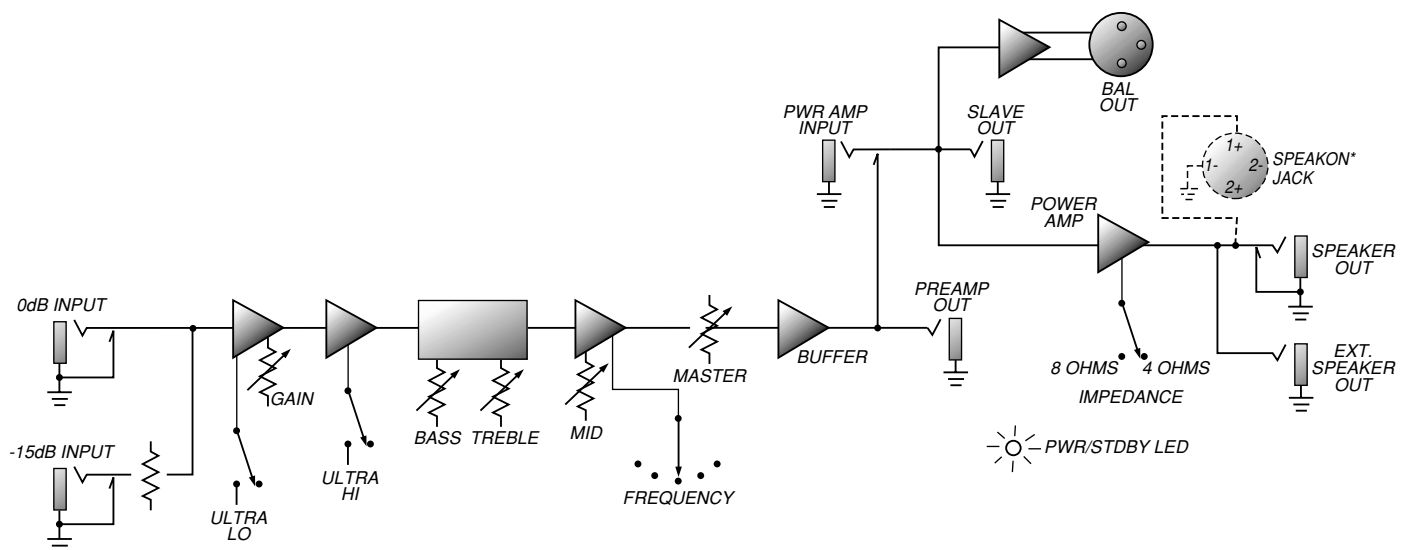 BAL
OUT
PWR AMP
INPUT
SLAVE
OUT
1+
1-
2-
2+
SPEAKON*
JACK
POWER
AMP
SPEAKER
OUT
0dB INPUT
PREAMP
OUT
BUFFER
MASTER
GAIN
8 OHMS
4 OHMS
IMPEDANCE
EXT.
SPEAKER
OUT
BASS
TREBLE
MID
-15dB INPUT
PWR/STDBY LED
ULTRA
HI
FREQUENCY
ULTRA
LO